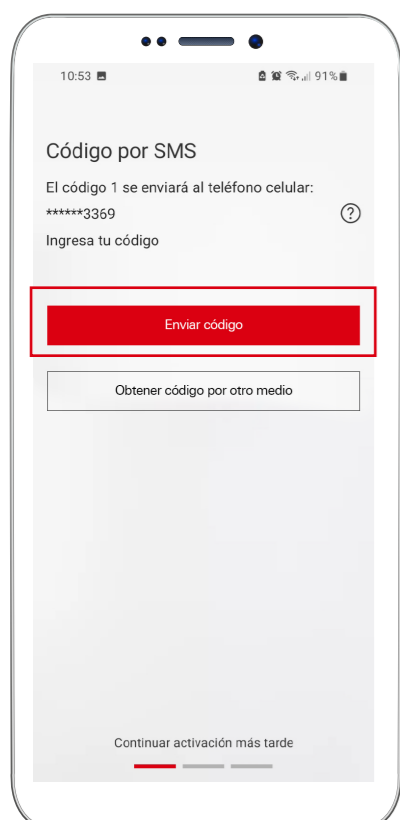 10:53 91%
Código por SMS
El código 1 se enviará al teléfono celular:
******3369
?
Ingresa tu código
Enviar código
Obtener código por otro medio
Continuar activación más tarde